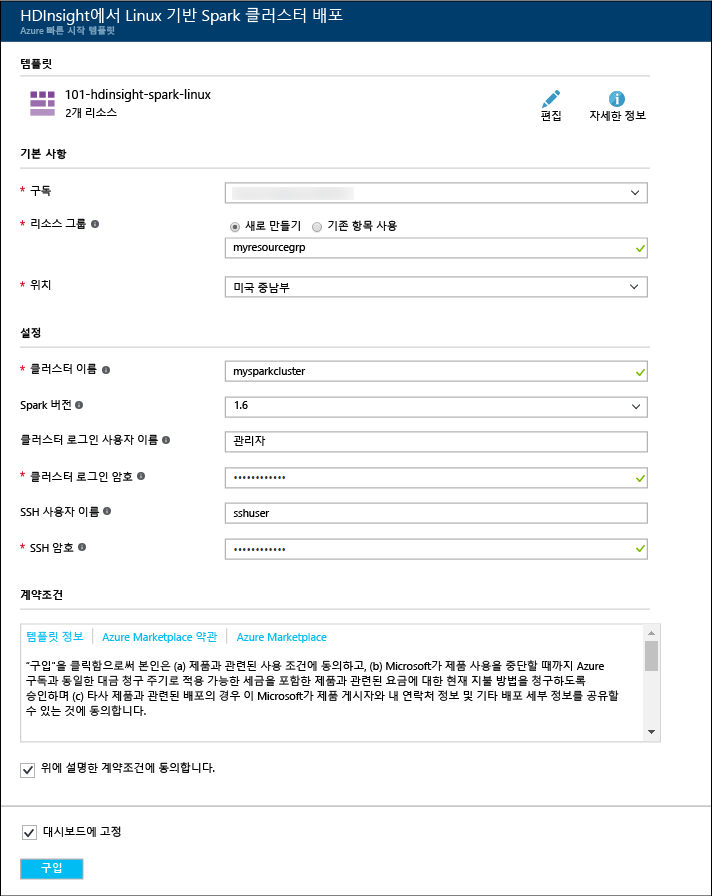 HDInsight에서 Linux 기반 Spark 클러스터 배포
Azure 빠른 시작 템플릿
템플릿
101-hdinsight-spark-linux
2개 리소스
편집
자세한 정보
기본 사항
* 구독
* 리소스 그룹
새로 만들기 기존 항목 사용
myresourcegrp
* 위치
미국 중남부
설정
* 클러스터 이름
mysparkcluster
Spark 버전
1.6
클러스터 로그인 사용자 이름
관리자
* 클러스터 로그인 암호
••••••••••••
SSH 사용자 이름
sshuser
* SSH 암호
••••••••••••
계약조건
템플릿 정보 | Azure Marketplace 약관 | Azure Marketplace
"구입"을 클릭함으로써 본인은 (a) 제품과 관련된 사용 조건에 동의하고, (b) Microsoft가 제품 사용을 중단할 때까지 Azure
구독과 동일한 대금 청구 주기로 적용 가능한 세금을 포함한 제품과 관련된 요금에 대한 현재 지불 방법을 청구하도록
승인하며 (c) 타사 제품과 관련된 배포의 경우 이 Microsoft가 제품 게시자와 내 연락처 정보 및 기타 배포 세부 정보를 공유할
수 있는 것에 동의합니다.
위에 설명한 계약조건에 동의합니다.
대시보드에 고정
구입